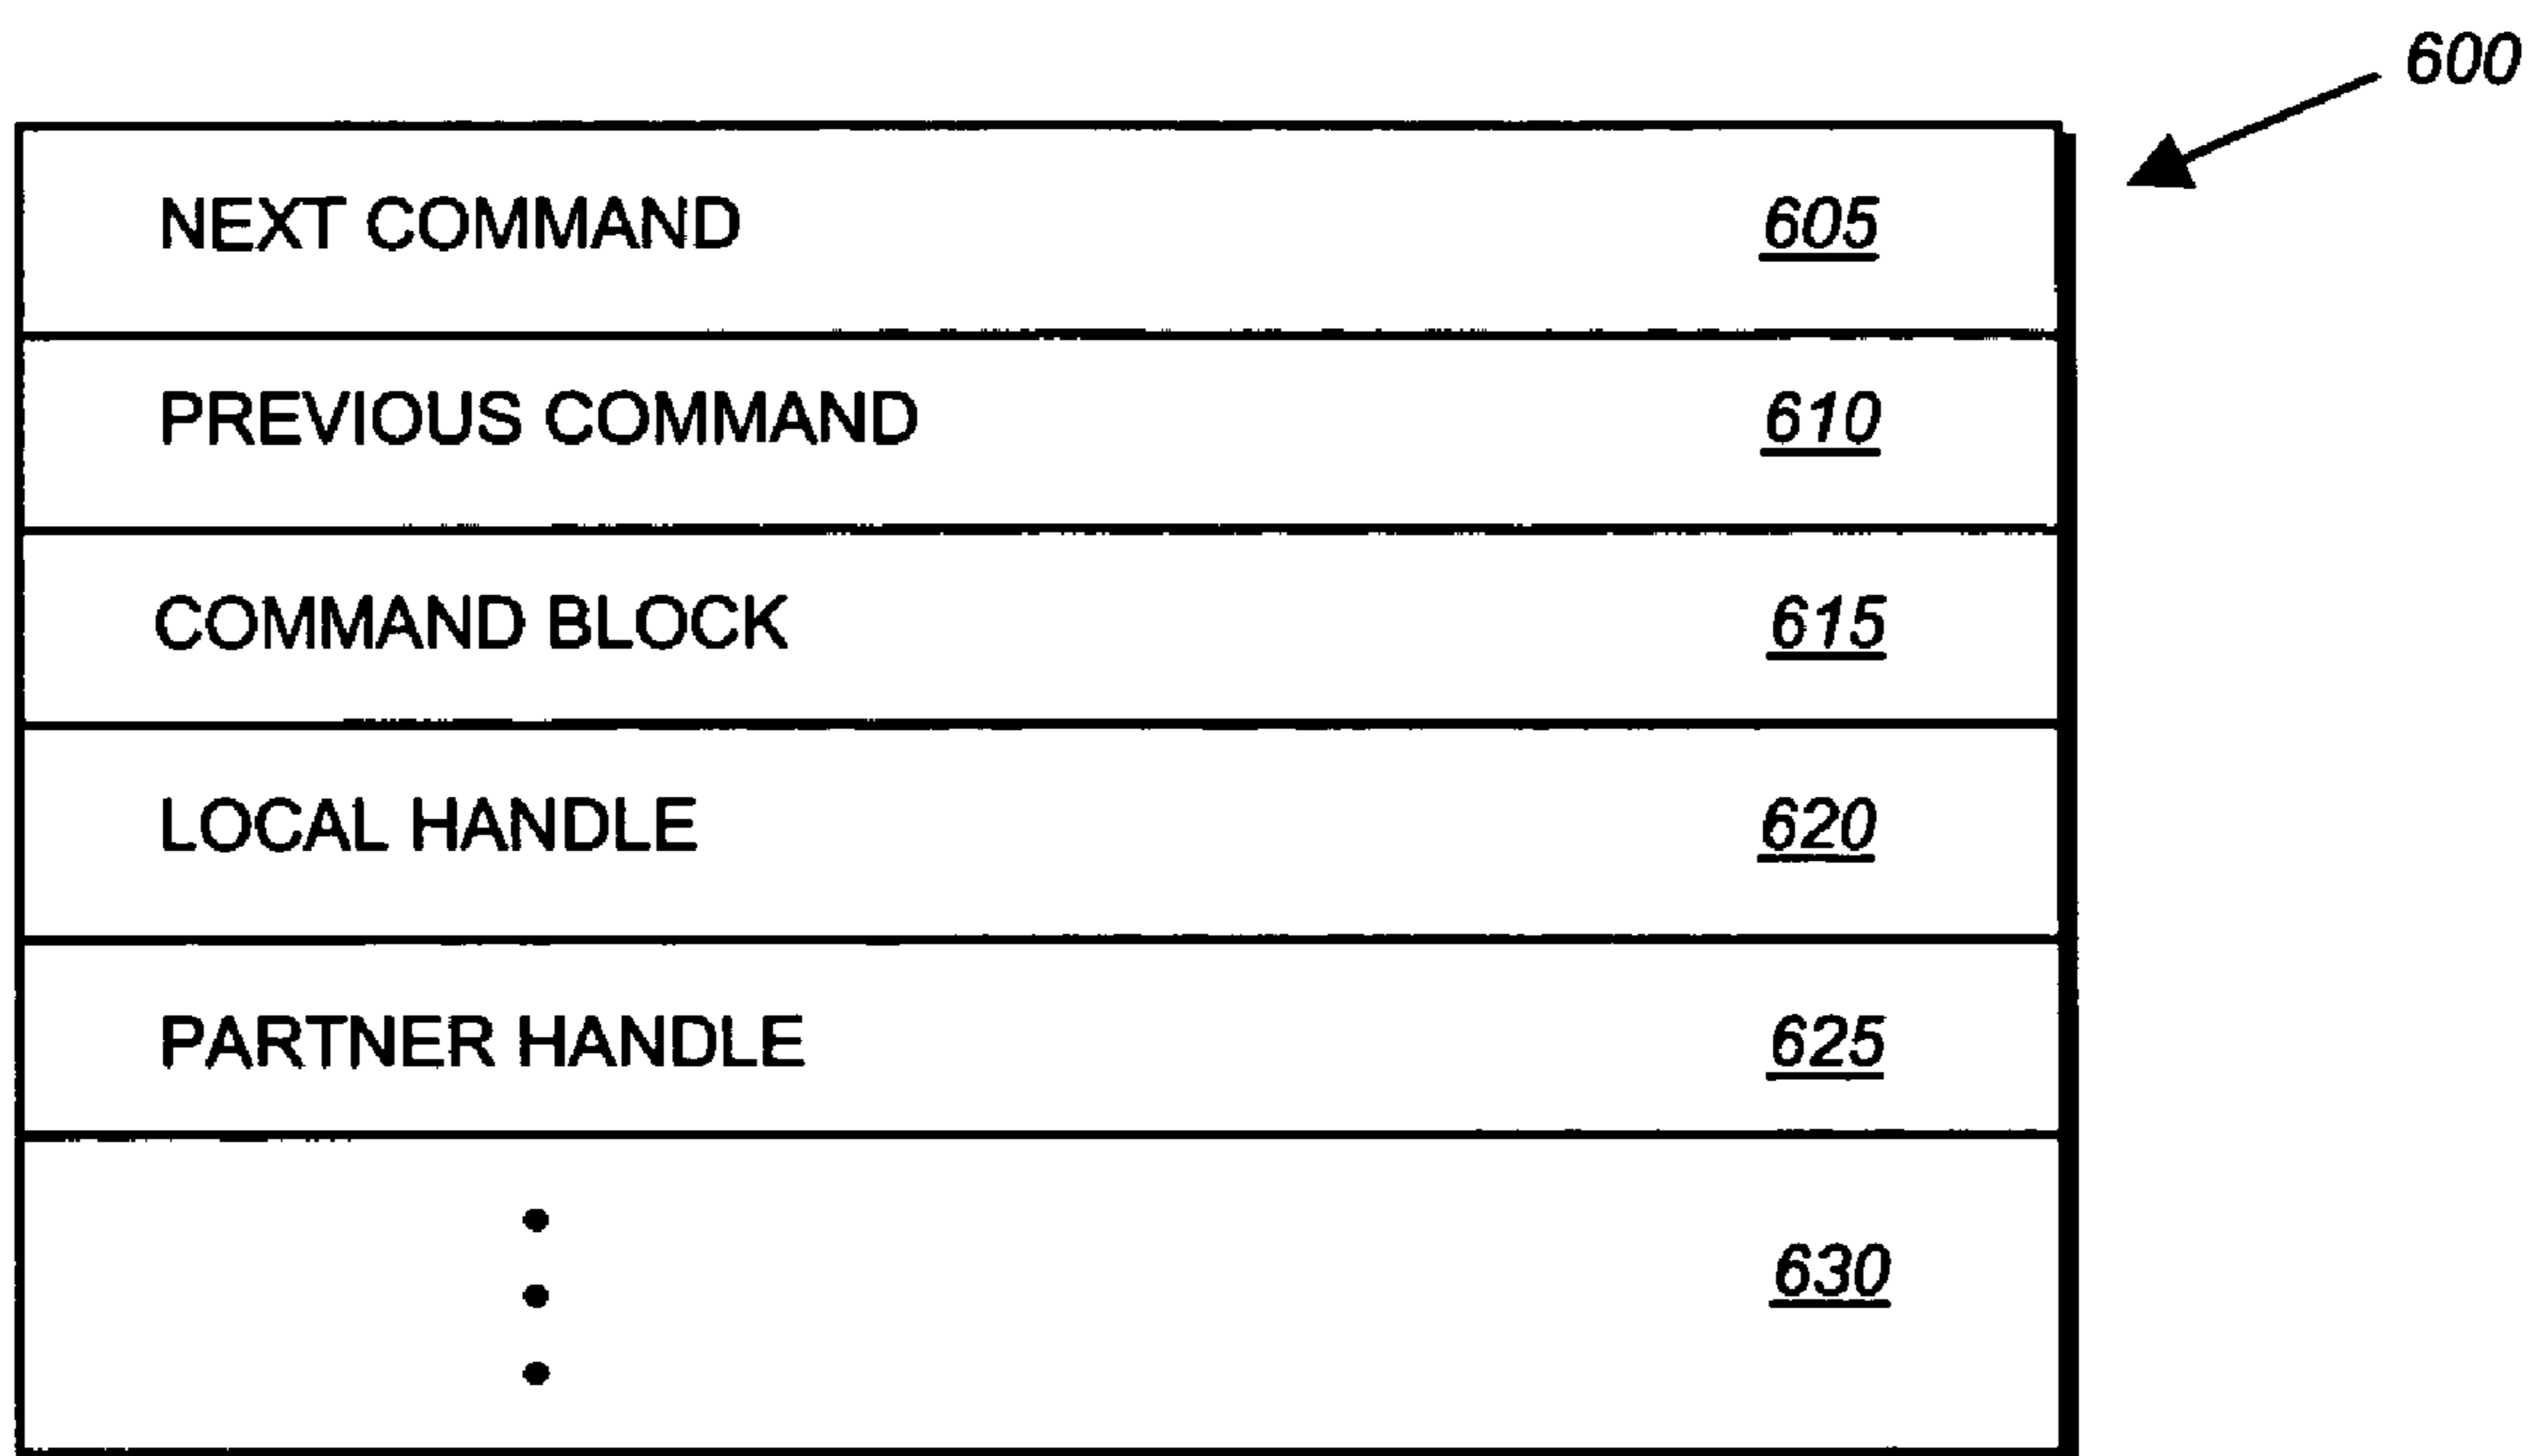 600
NEXT COMMAND 605
PREVIOUS COMMAND 610
COMMAND BLOCK 615
LOCAL HANDLE 620
PARTNER HANDLE 625
630